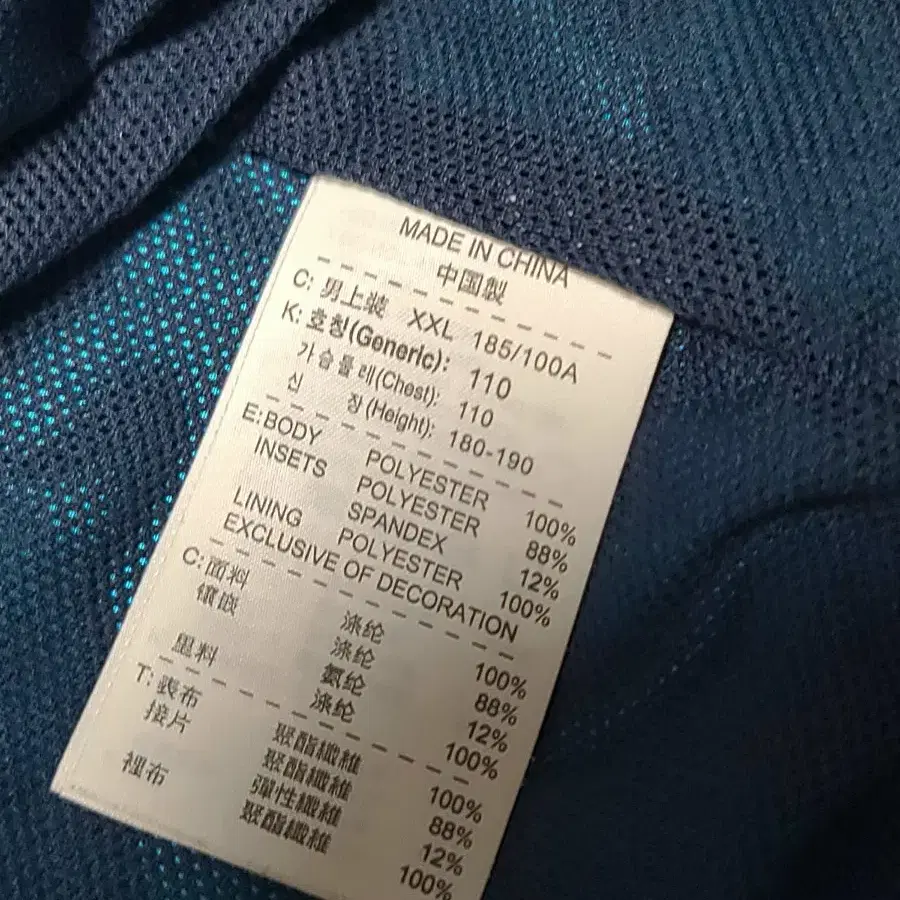 MADE IN CHINA
中国製
C: 男上装 XXL 185/100A
K: 호칭(Generic): 110
가슴둘레(Chest): 110
신 장(Height): 180-190
E:BODY POLYESTER 100%
INSETS POLYESTER 88%
SPANDEX 12%
LINING POLYESTER 100%
EXCLUSIVE OF DECORATION
C: 面料 涤纶 100%
镶嵌 涤纶 88%
氨纶 12%
里料 涤纶 100%
T: 表布 聚酯纖維 100%
接片 聚酯纖維 88%
彈性纖維 12%
裡布 聚酯纖維 100%